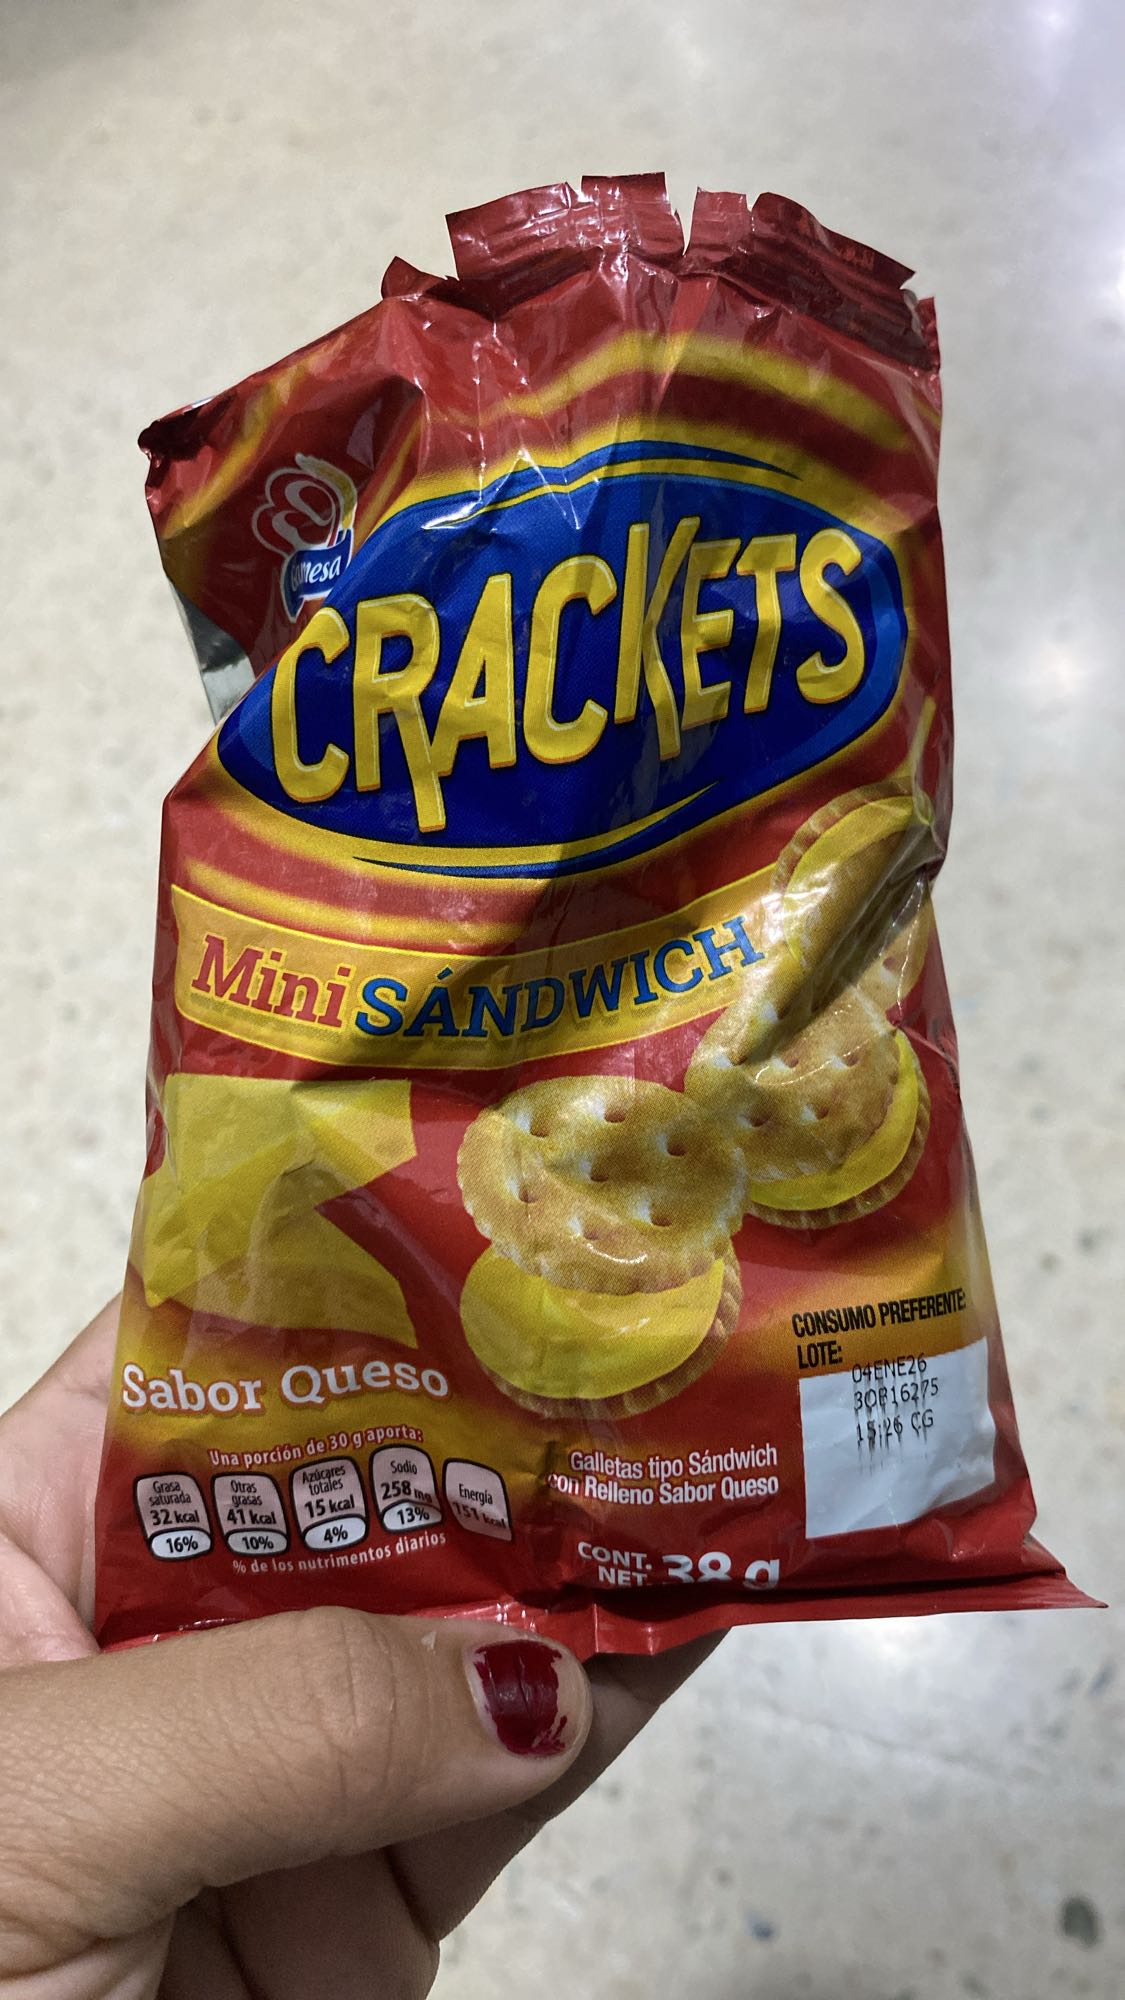 Gamesa
CRACKETS
Mini SÁNDWICH
Sabor Queso
CONSUMO PREFERENTE:
LOTE:
04ENE26
3OB16275
15:26 CG
Una porción de 30 g aporta:
Grasa saturada 32 kcal 16%
Otras grasas 41 kcal 10%
Azúcares totales 15 kcal 4%
Sodio 258 mg 13%
Energía 151 kcal
% de los nutrimentos diarios
Galletas tipo Sándwich
con Relleno Sabor Queso
CONT.
NET. 38 g